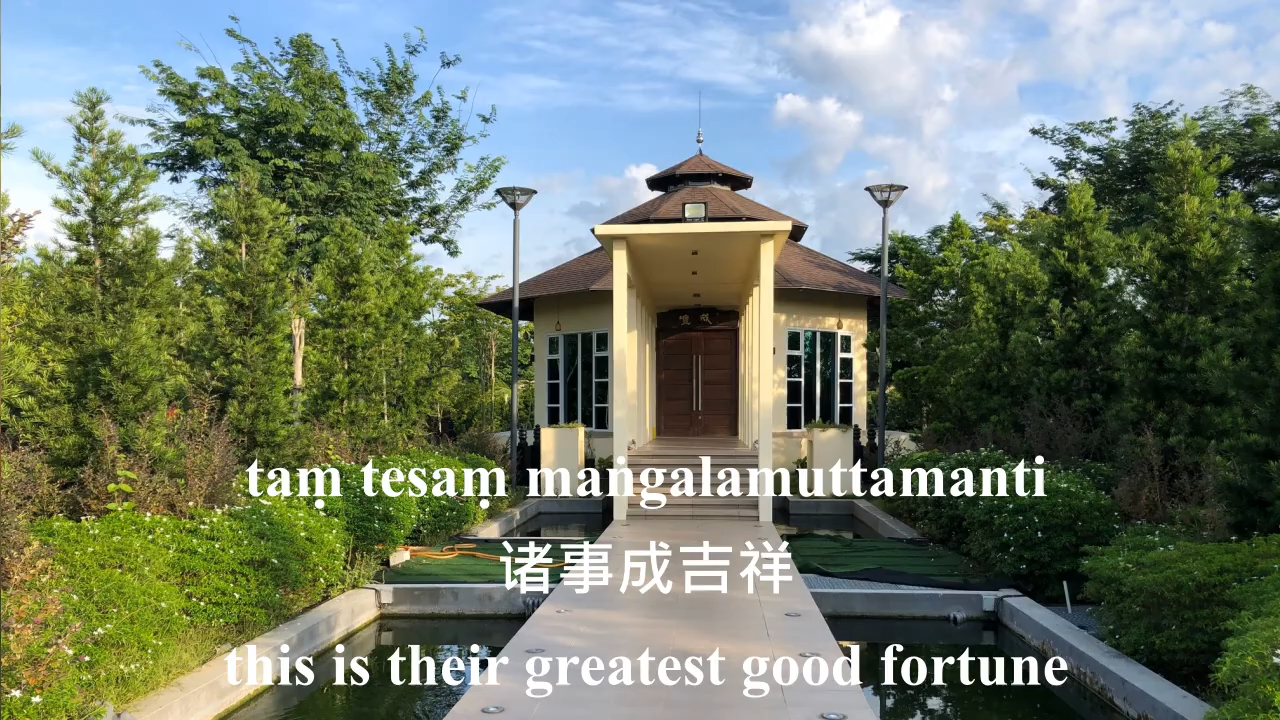 taṃ tesaṃ maṅgalamuttamanti
诸事成吉祥
this is their greatest good fortune